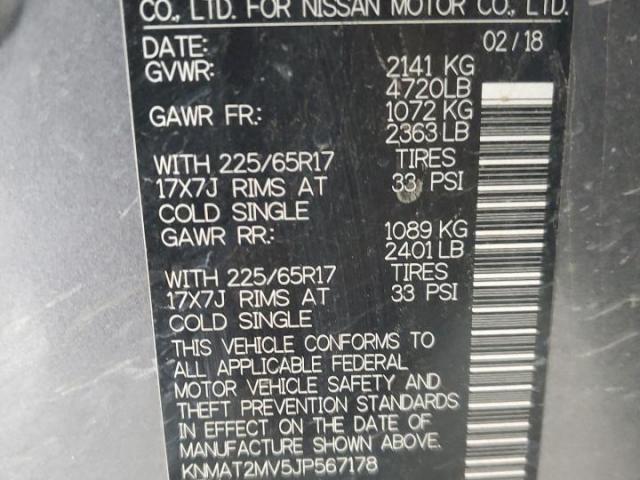 CO., LTD. FOR NISSAN MOTOR CO., LTD.
DATE: 02/18
GVWR: 2141 KG
4720LB
GAWR FR: 1072 KG
2363 LB
WITH 225/65R17 TIRES
17X7J RIMS AT 33 PSI
COLD SINGLE
GAWR RR: 1089 KG
2401 LB
WITH 225/65R17 TIRES
17X7J RIMS AT 33 PSI
COLD SINGLE
THIS VEHICLE CONFORMS TO
ALL APPLICABLE FEDERAL
MOTOR VEHICLE SAFETY AND
THEFT PREVENTION STANDARDS
IN EFFECT ON THE DATE OF
MANUFACTURE SHOWN ABOVE.
KNMAT2MV5JP567178